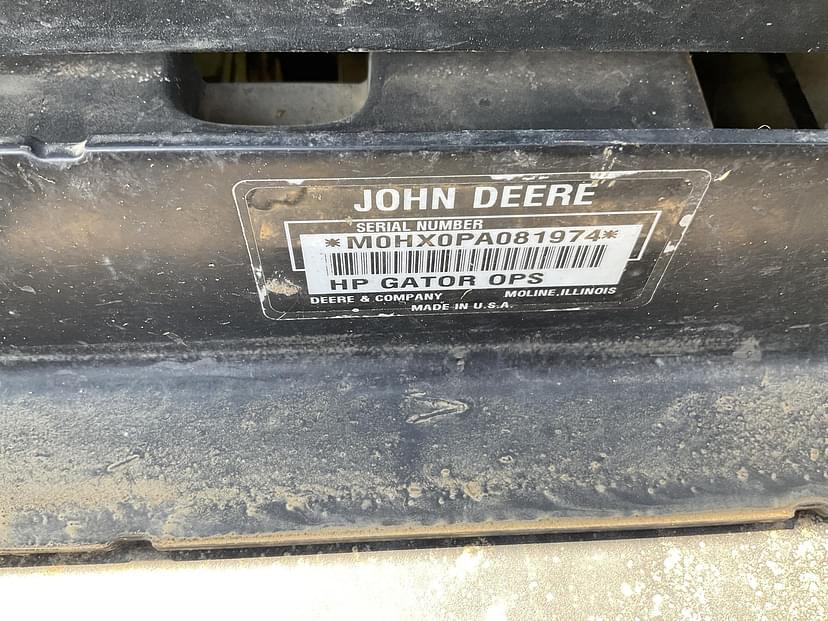 JOHN DEERE
SERIAL NUMBER
*M0HX0PA081974*
HP GATOR OPS
DEERE & COMPANY MOLINE, ILLINOIS
MADE IN U.S.A.